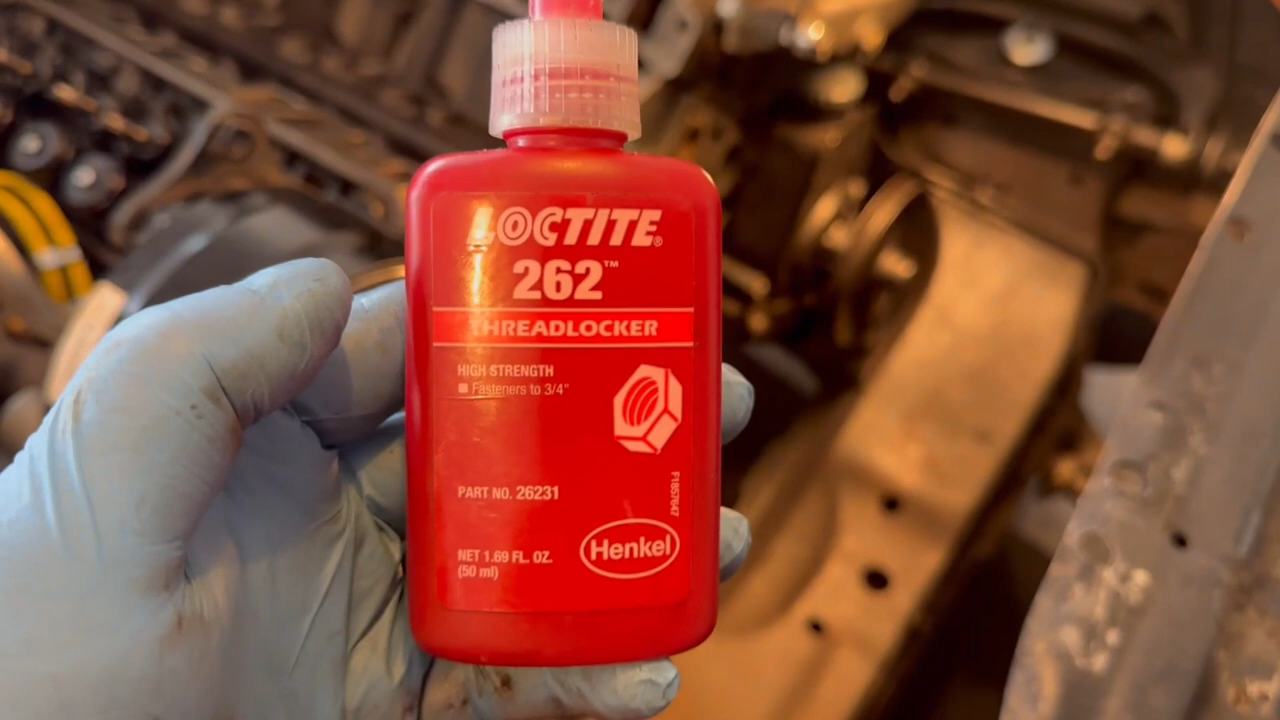 LOCTITE®
262™
THREADLOCKER
HIGH STRENGTH
■ Fasteners to 3/4"
PART NO. 26231
F1857647
NET 1.69 FL. OZ.
(50 ml)
Henkel